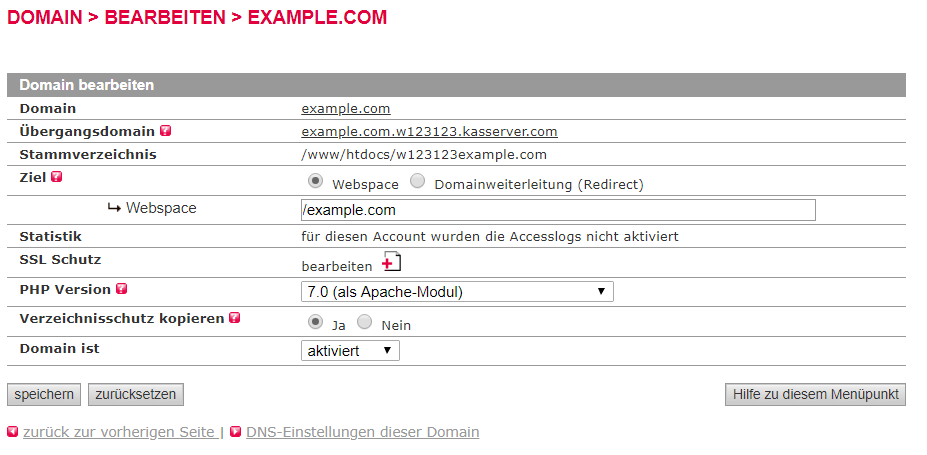 DOMAIN > BEARBEITEN > EXAMPLE.COM
Domain bearbeiten
Domain example.com
Übergangsdomain ? example.com.w123123.kasserver.com
Stammverzeichnis /www/htdocs/w123123example.com
Ziel ? Webspace Domainweiterleitung (Redirect)
Webspace /example.com
Statistik für diesen Account wurden die Accesslogs nicht aktiviert
SSL Schutz bearbeiten
PHP Version ? 7.0 (als Apache-Modul)
Verzeichnisschutz kopieren ? Ja Nein
Domain ist aktiviert
speichern zurücksetzen Hilfe zu diesem Menüpunkt
zurück zur vorherigen Seite | DNS-Einstellungen dieser Domain